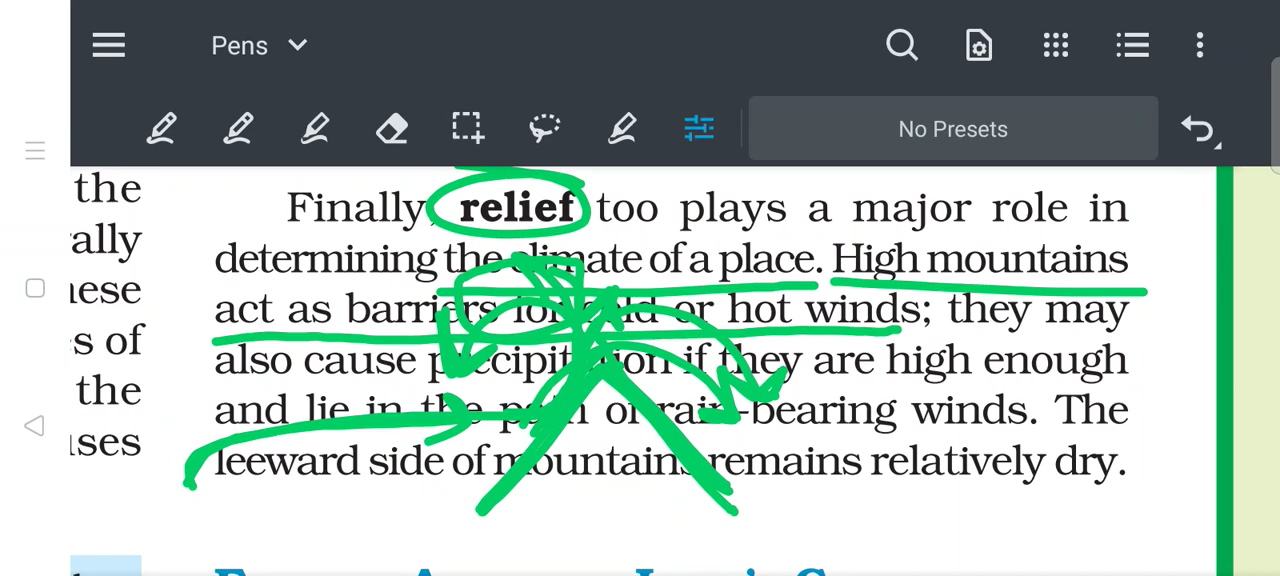 Pens
No Presets
the
ally
nese
s of
the
ises
Finally, relief too plays a major role in
determining the climate of a place. High mountains
act as barriers for cold or hot winds; they may
also cause precipitation if they are high enough
and lie in the path of rain-bearing winds. The
leeward side of mountains remains relatively dry.